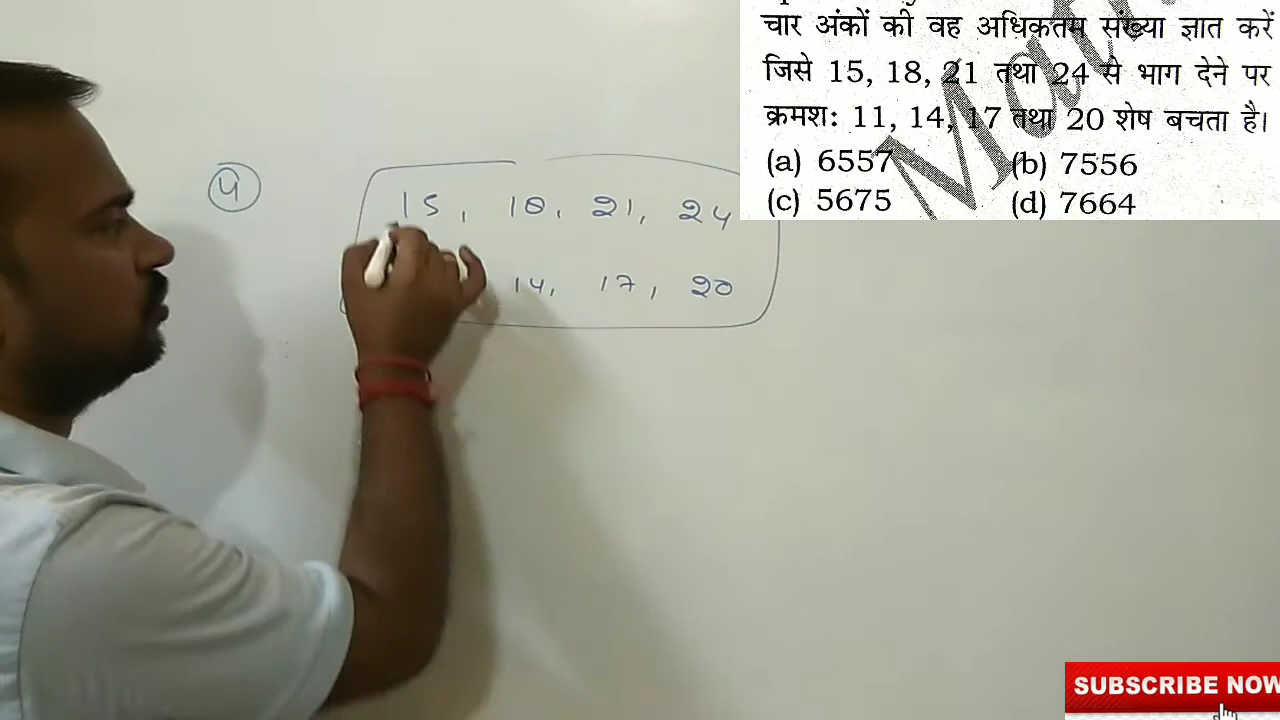 चार अंकों की वह अधिकतम संख्या ज्ञात करें
जिसे 15, 18, 21 तथा 24 से भाग देने पर
क्रमशः 11, 14, 17 तथा 20 शेष बचता है।
(a) 6557 (b) 7556
(c) 5675 (d) 7664
4
15, 18, 21, 24
14, 17, 20
SUBSCRIBE NOW